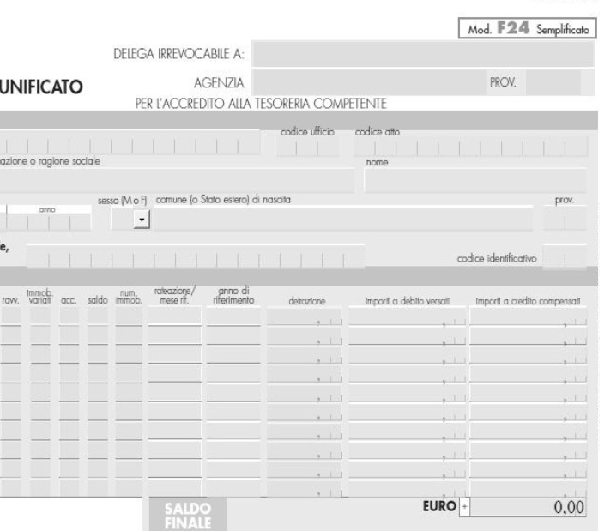 Mod. F24 Semplificato
DELEGA IRREVOCABILE A:
UNIFICATO
AGENZIA
PROV.
PER L'ACCREDITO ALLA TESORERIA COMPETENTE
codice ufficio codice atto
azione o ragione sociale
nome
anno
sesso (M o F) comune (o Stato estero) di nascita
prov.
e,
codice identificativo
ravv. immob. variati acc. saldo num. immob. rateazione/ mese rif. anno di riferimento detrazione importi a debito versati importi a credito compensati
SALDO
FINALE
EURO + 0,00